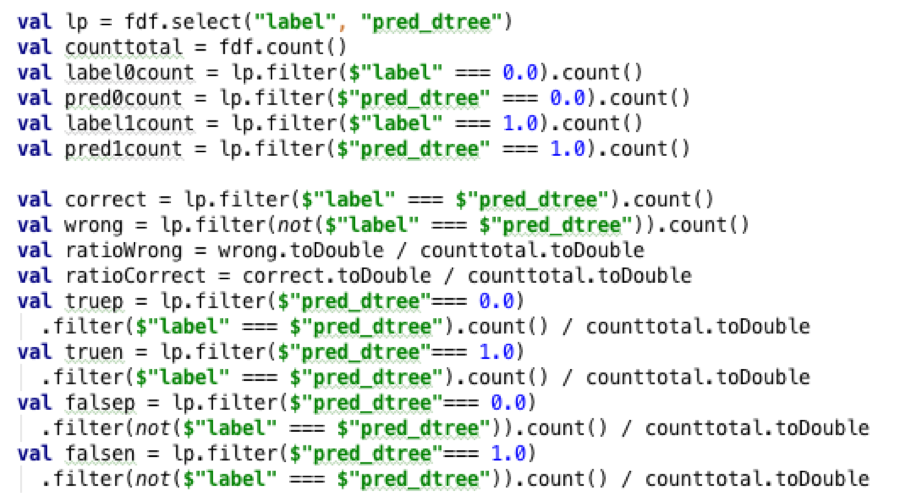 val lp = fdf.select("label", "pred_dtree")
val counttotal = fdf.count()
val label0count = lp.filter($"label" === 0.0).count()
val pred0count = lp.filter($"pred_dtree" === 0.0).count()
val label1count = lp.filter($"label" === 1.0).count()
val pred1count = lp.filter($"pred_dtree" === 1.0).count()

val correct = lp.filter($"label" === $"pred_dtree").count()
val wrong = lp.filter(not($"label" === $"pred_dtree")).count()
val ratioWrong = wrong.toDouble / counttotal.toDouble
val ratioCorrect = correct.toDouble / counttotal.toDouble
val truep = lp.filter($"pred_dtree"=== 0.0)
  .filter($"label" === $"pred_dtree").count() / counttotal.toDouble
val truen = lp.filter($"pred_dtree"=== 1.0)
  .filter($"label" === $"pred_dtree").count() / counttotal.toDouble
val falsep = lp.filter($"pred_dtree"=== 0.0)
  .filter(not($"label" === $"pred_dtree")).count() / counttotal.toDouble
val falsen = lp.filter($"pred_dtree"=== 1.0)
  .filter(not($"label" === $"pred_dtree")).count() / counttotal.toDouble